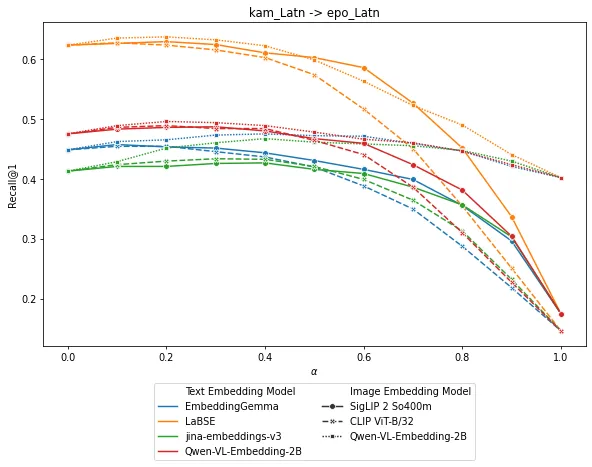 kam_Latn -> epo_Latn
Recall@1
0.6
0.5
0.4
0.3
0.2
0.0 0.2 0.4 0.6 0.8 1.0
α
Text Embedding Model Image Embedding Model
EmbeddingGemma SigLIP 2 So400m
LaBSE CLIP ViT-B/32
jina-embeddings-v3 Qwen-VL-Embedding-2B
Qwen-VL-Embedding-2B